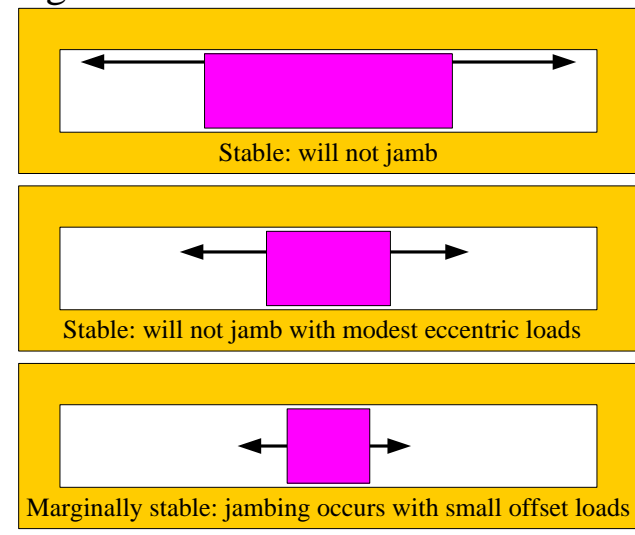 Stable: will not jamb
Stable: will not jamb with modest eccentric loads
Marginally stable: jambing occurs with small offset loads